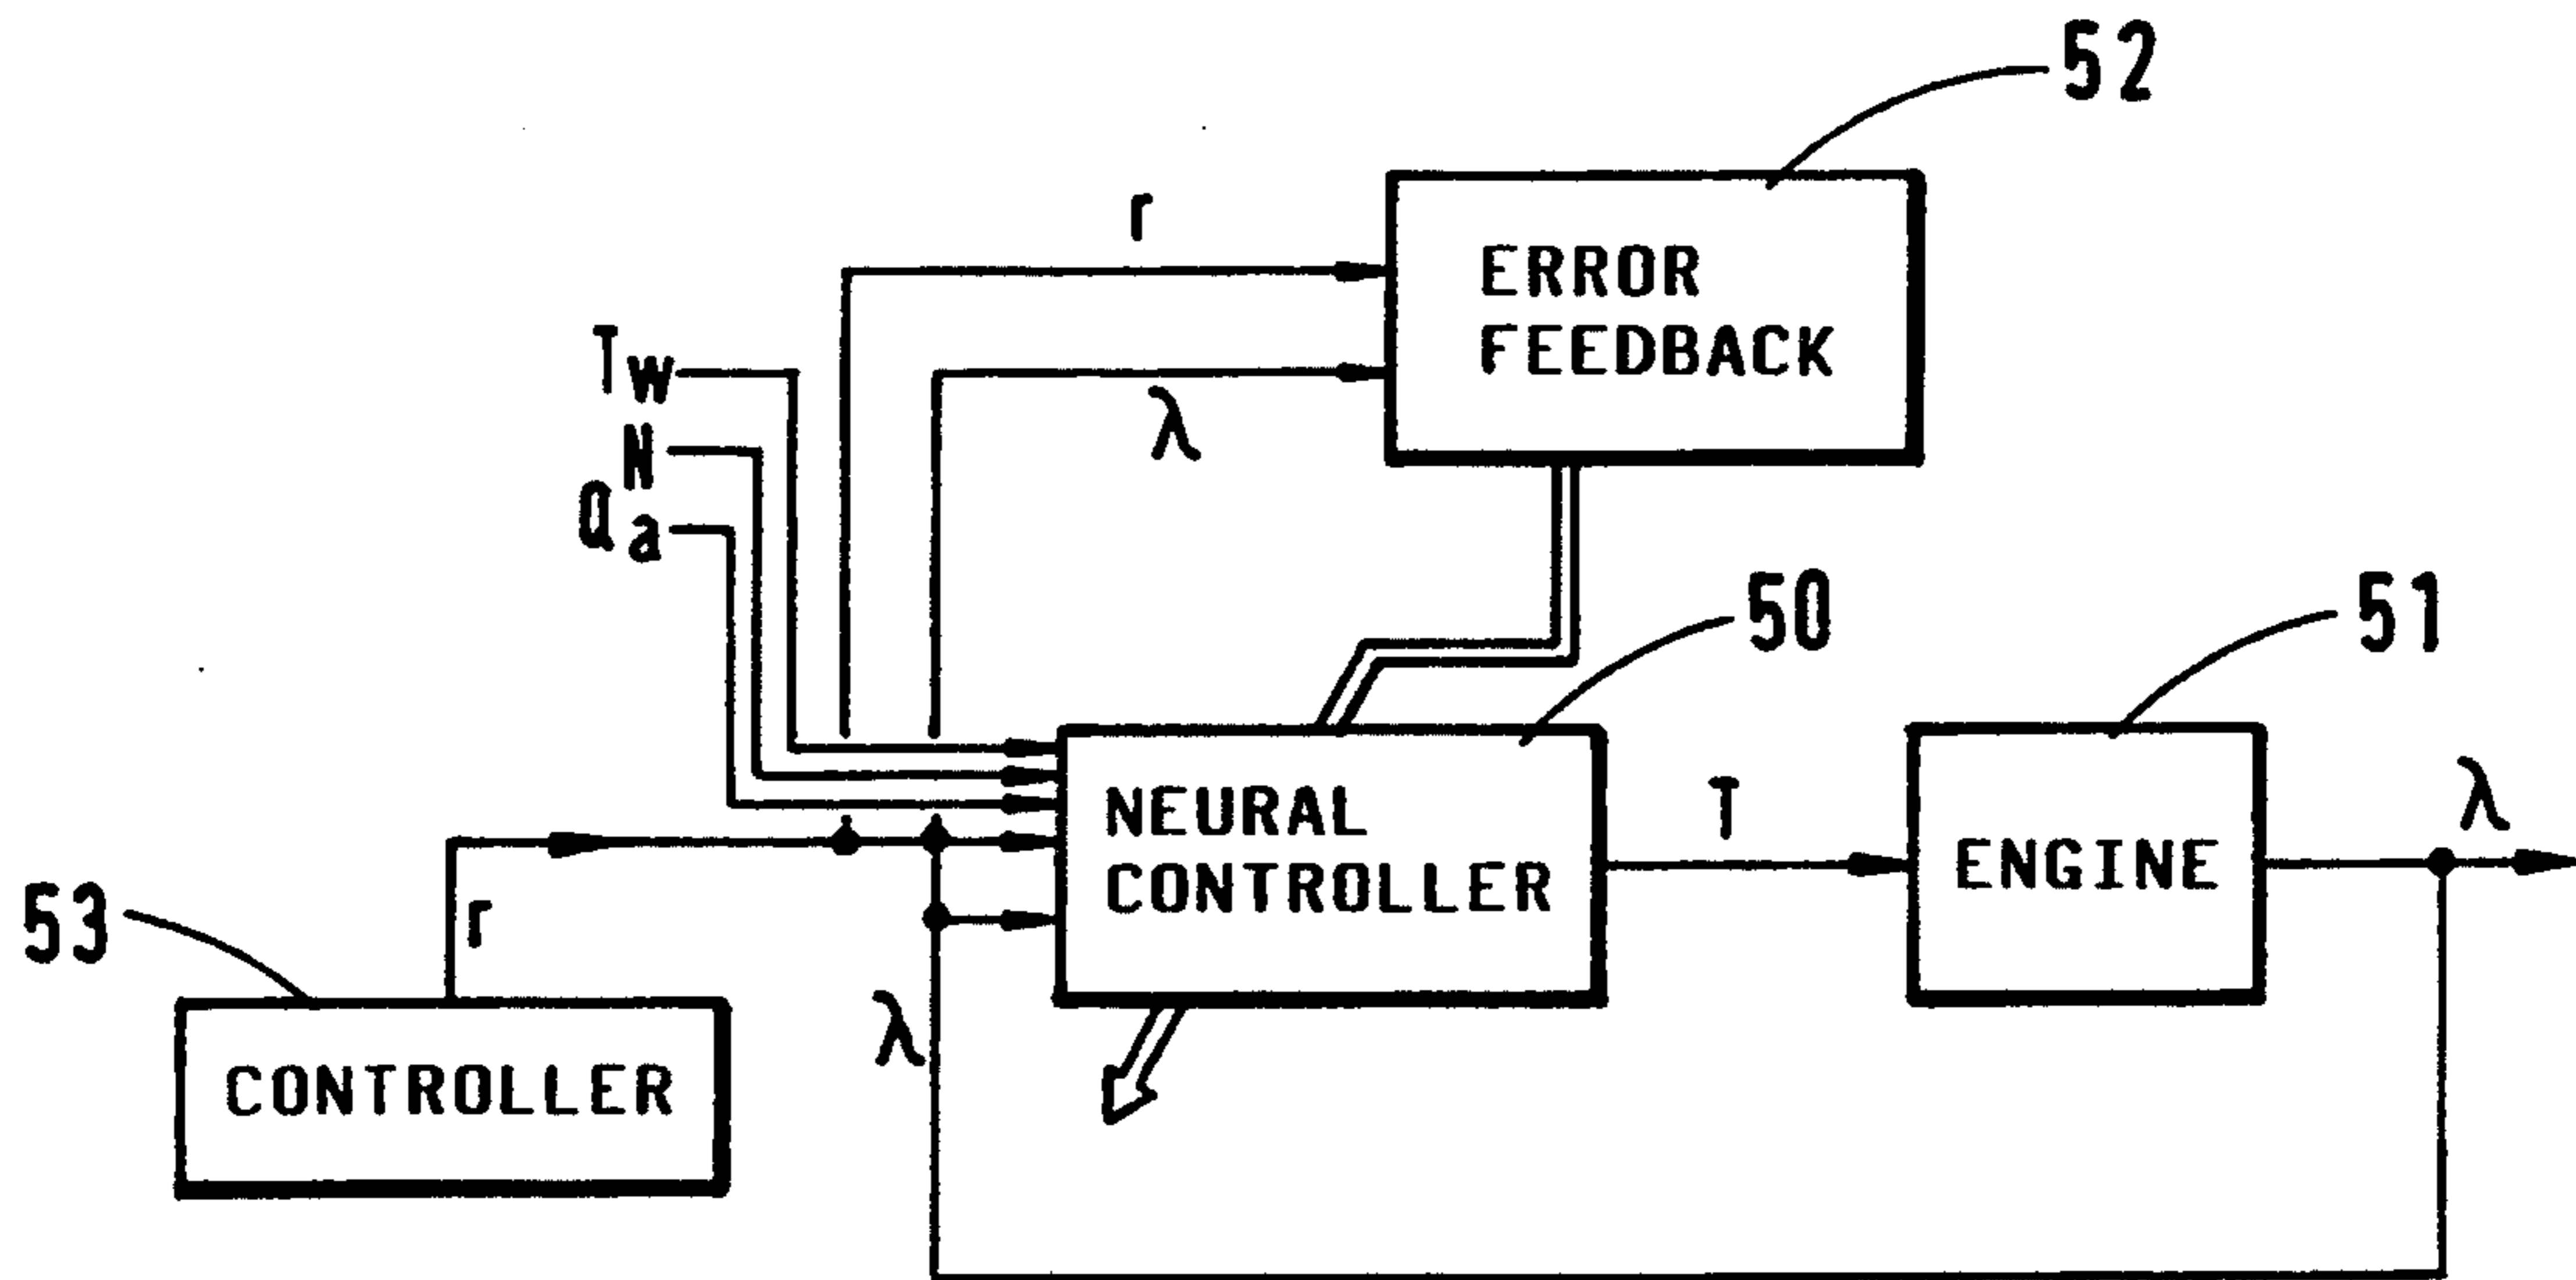 52
r
ERROR
FEEDBACK
Tw
λ
N
Qa
50
51
NEURAL
CONTROLLER
T
ENGINE
λ
53
r
λ
CONTROLLER